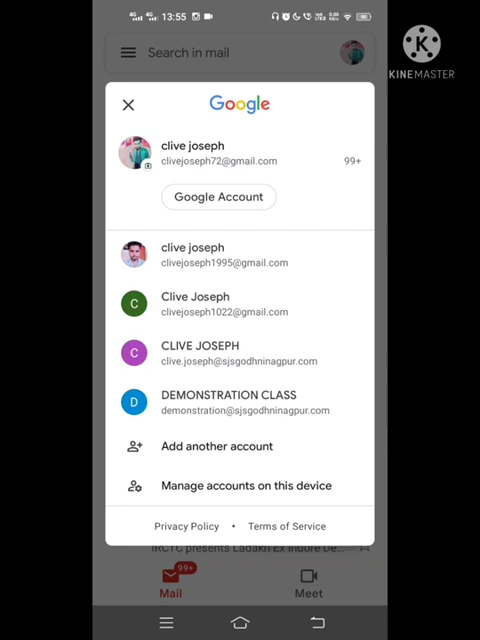 13:55
Search in mail
K
KINEMASTER
Google
clive joseph
clivejoseph72@gmail.com
99+
Google Account
clive joseph
clivejoseph1995@gmail.com
C
Clive Joseph
clivejoseph1022@gmail.com
C
CLIVE JOSEPH
clive.joseph@sjsgodhninagpur.com
D
DEMONSTRATION CLASS
demonstration@sjsgodhninagpur.com
Add another account
Manage accounts on this device
Privacy Policy • Terms of Service
IRCTC presents Ladakh Ex Indore De...
99+
Mail
Meet